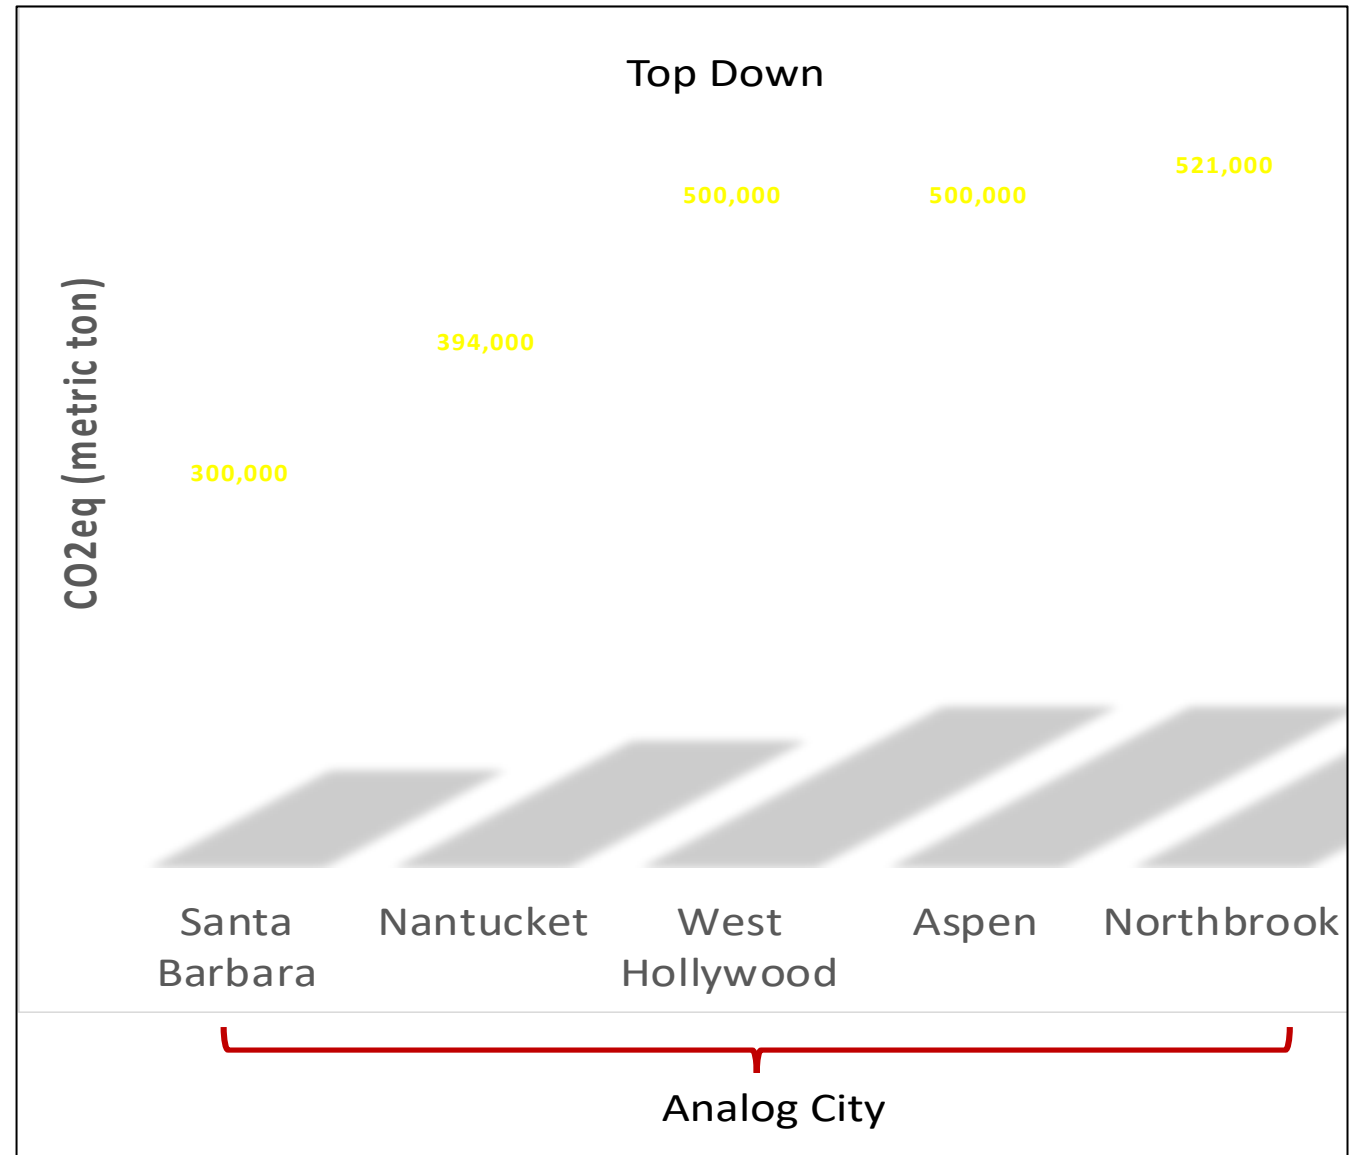 Top Down
CO2eq (metric ton)
300,000
394,000
500,000
500,000
521,000
Santa
Barbara
Nantucket
West
Hollywood
Aspen
Northbrook
Analog City